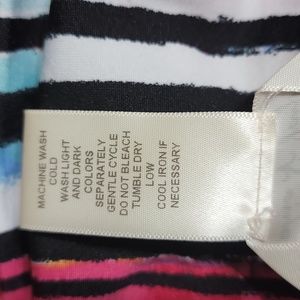 MACHINE WASH
COLD
WASH LIGHT
AND DARK
COLORS
SEPARATELY
GENTLE CYCLE
DO NOT BLEACH
TUMBLE DRY
LOW
COOL IRON IF
NECESSARY